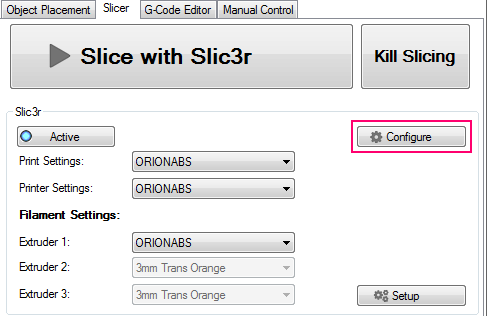 Object Placement Slicer G-Code Editor Manual Control
Slice with Slic3r Kill Slicing
Slic3r
Active Configure
Print Settings: ORIONABS
Printer Settings: ORIONABS
Filament Settings:
Extruder 1: ORIONABS
Extruder 2: 3mm Trans Orange
Extruder 3: 3mm Trans Orange Setup